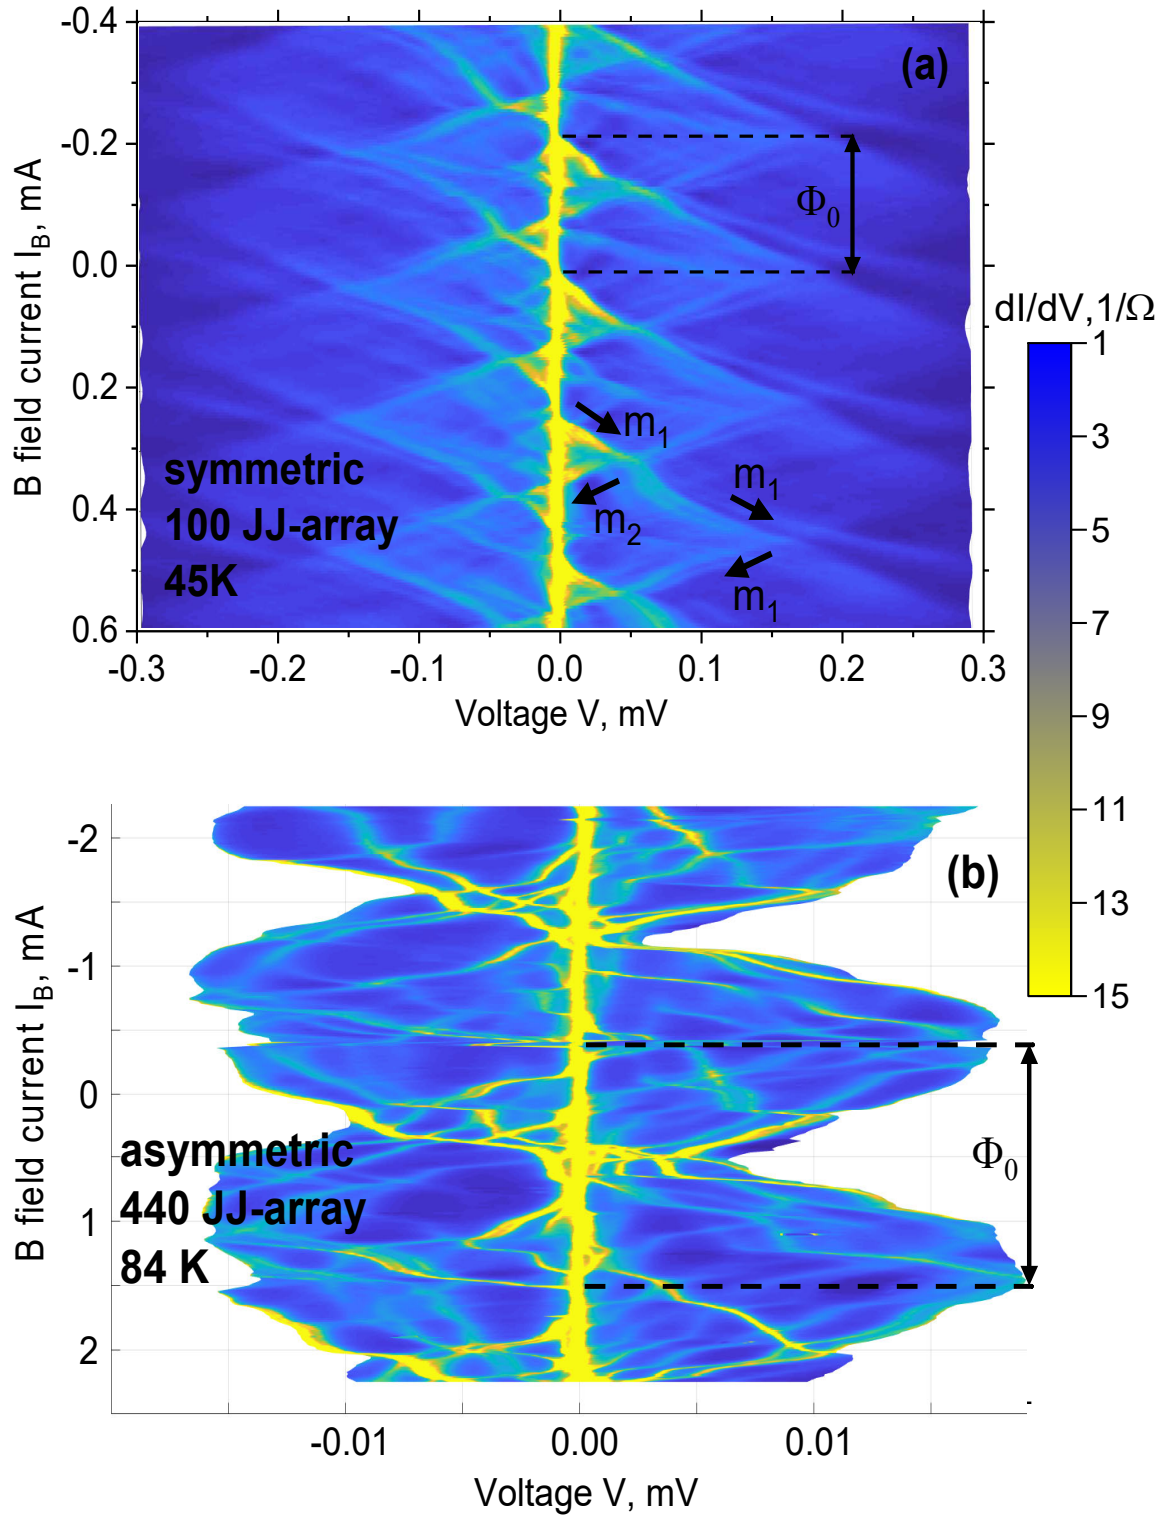 -0.4
-0.2
0.0
0.2
0.4
0.6
B field current I_B, mA
(a)
Φ₀
m₁
m₂
m₁
m₁
symmetric
100 JJ-array
45K
-0.3 -0.2 -0.1 0.0 0.1 0.2 0.3
Voltage V, mV
dI/dV,1/Ω
1
3
5
7
9
11
13
15
-2
-1
0
1
2
B field current I_B, mA
(b)
Φ₀
asymmetric
440 JJ-array
84 K
-0.01 0.00 0.01
Voltage V, mV